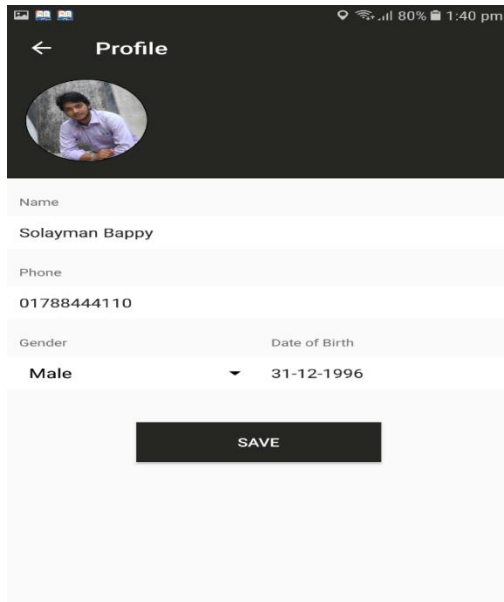 80% 1:40 pm
Profile
Name
Solayman Bappy
Phone
01788444110
Gender Date of Birth
Male 31-12-1996
SAVE